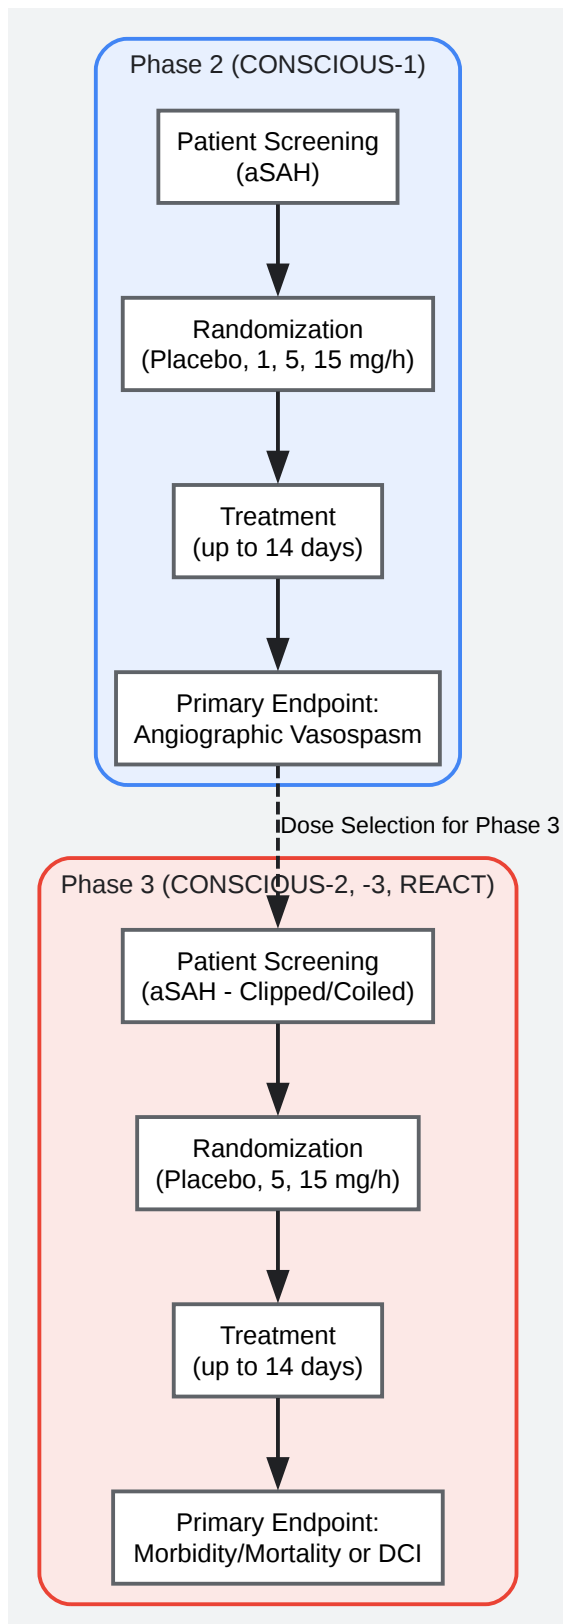 Phase 2 (CONSCIOUS-1)
Patient Screening
(aSAH)
Randomization
(Placebo, 1, 5, 15 mg/h)
Treatment
(up to 14 days)
Primary Endpoint:
Angiographic Vasospasm
Dose Selection for Phase 3
Phase 3 (CONSCIOUS-2, -3, REACT)
Patient Screening
(aSAH - Clipped/Coiled)
Randomization
(Placebo, 5, 15 mg/h)
Treatment
(up to 14 days)
Primary Endpoint:
Morbidity/Mortality or DCI